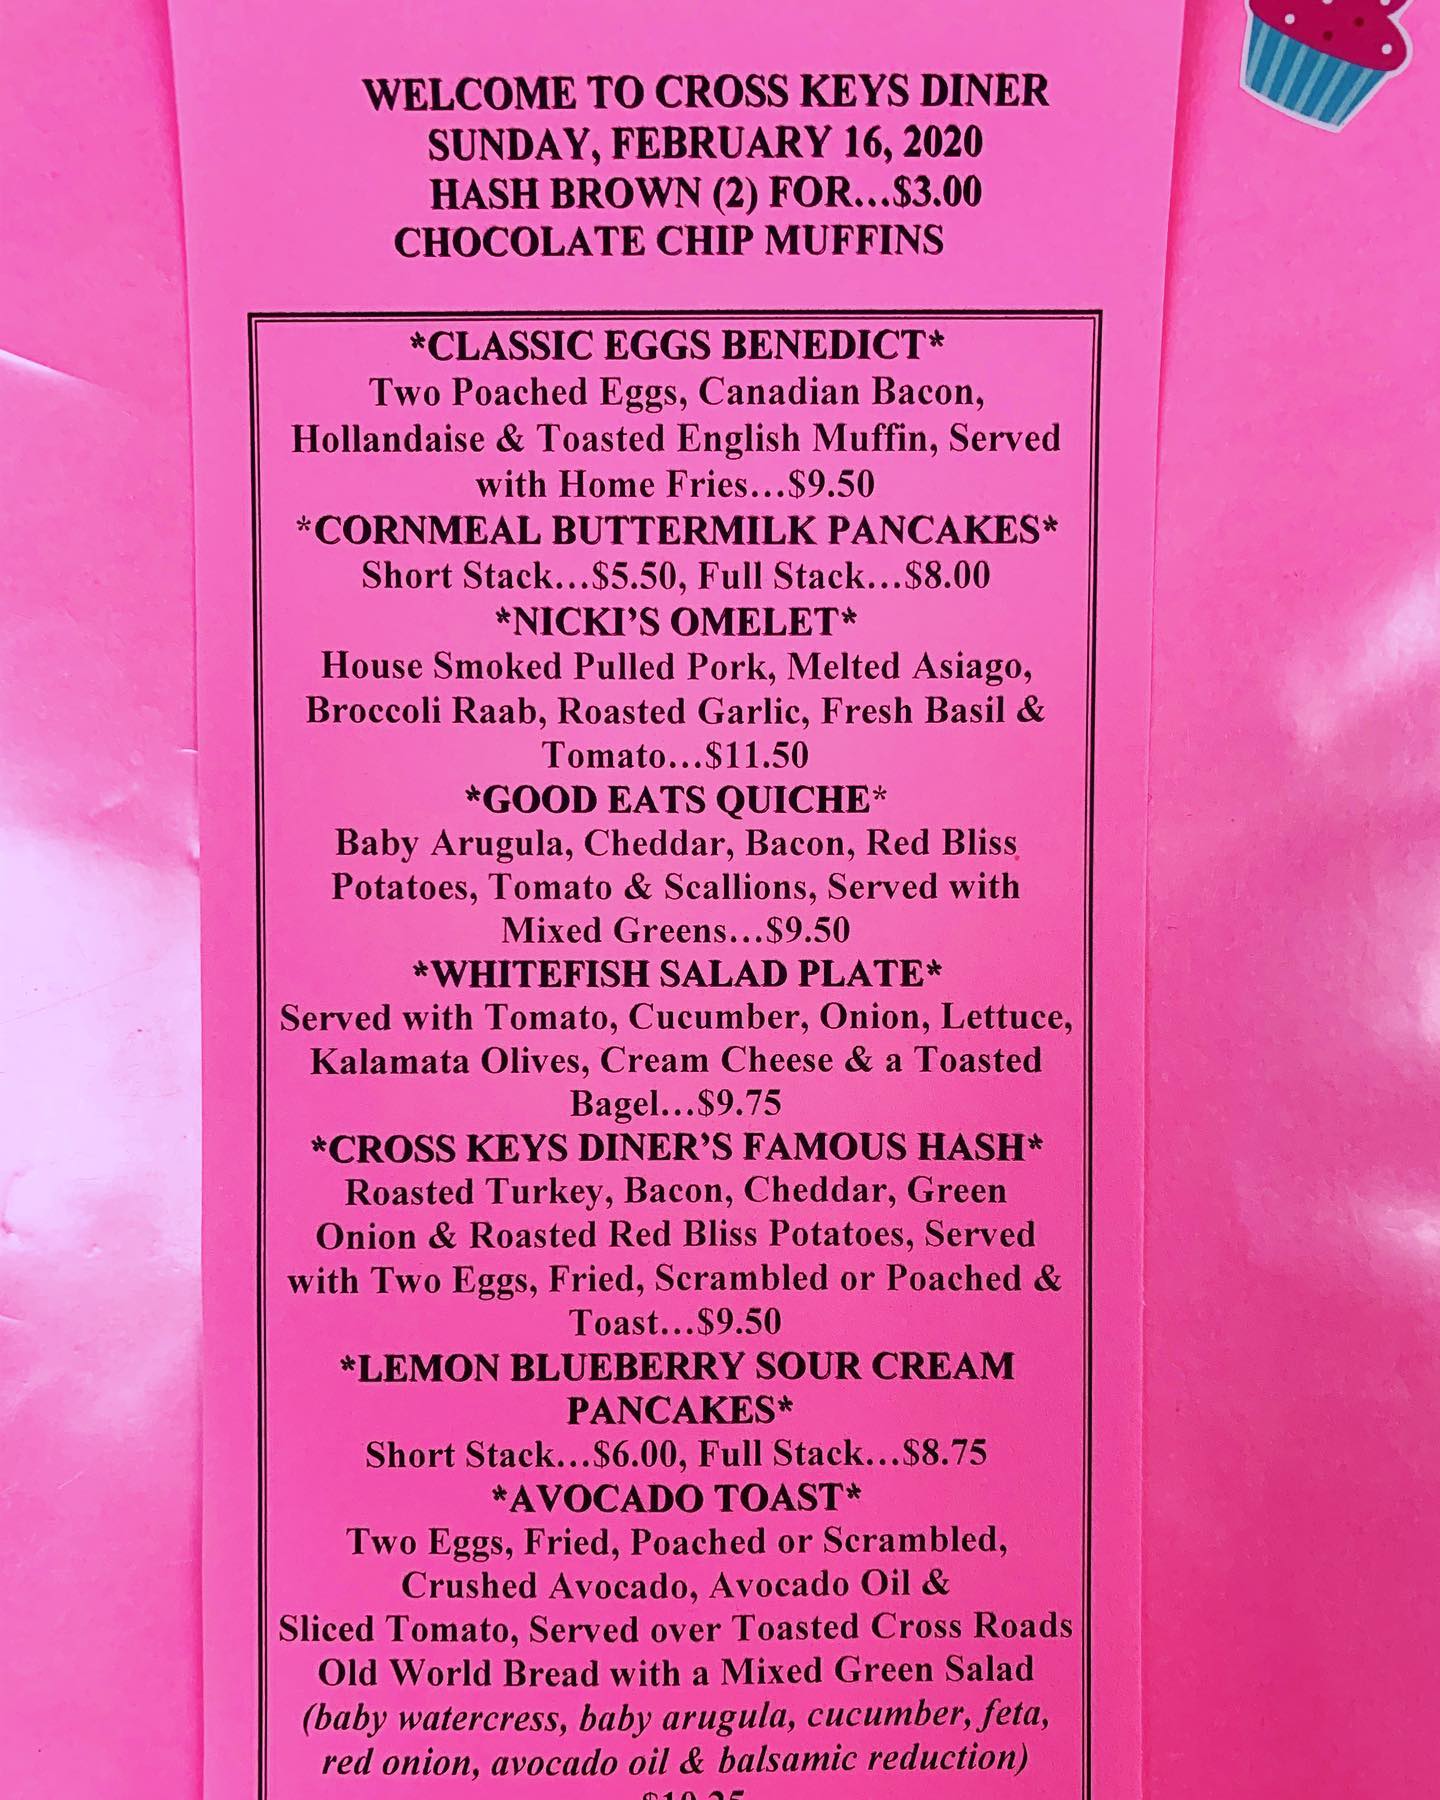 WELCOME TO CROSS KEYS DINER
SUNDAY, FEBRUARY 16, 2020
HASH BROWN (2) FOR...$3.00
CHOCOLATE CHIP MUFFINS
*CLASSIC EGGS BENEDICT*
Two Poached Eggs, Canadian Bacon,
Hollandaise & Toasted English Muffin, Served
with Home Fries...$9.50
*CORNMEAL BUTTERMILK PANCAKES*
Short Stack...$5.50, Full Stack...$8.00
*NICKI'S OMELET*
House Smoked Pulled Pork, Melted Asiago,
Broccoli Raab, Roasted Garlic, Fresh Basil &
Tomato...$11.50
*GOOD EATS QUICHE*
Baby Arugula, Cheddar, Bacon, Red Bliss
Potatoes, Tomato & Scallions, Served with
Mixed Greens...$9.50
*WHITEFISH SALAD PLATE*
Served with Tomato, Cucumber, Onion, Lettuce,
Kalamata Olives, Cream Cheese & a Toasted
Bagel...$9.75
*CROSS KEYS DINER'S FAMOUS HASH*
Roasted Turkey, Bacon, Cheddar, Green
Onion & Roasted Red Bliss Potatoes, Served
with Two Eggs, Fried, Scrambled or Poached &
Toast...$9.50
*LEMON BLUEBERRY SOUR CREAM
PANCAKES*
Short Stack...$6.00, Full Stack...$8.75
*AVOCADO TOAST*
Two Eggs, Fried, Poached or Scrambled,
Crushed Avocado, Avocado Oil &
Sliced Tomato, Served over Toasted Cross Roads
Old World Bread with a Mixed Green Salad
(baby watercress, baby arugula, cucumber, feta,
red onion, avocado oil & balsamic reduction)